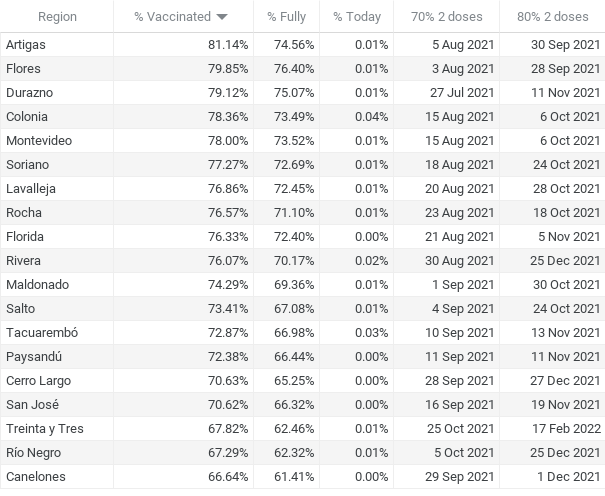 Region % Vaccinated % Fully % Today 70% 2 doses 80% 2 doses
Artigas 81.14% 74.56% 0.01% 5 Aug 2021 30 Sep 2021
Flores 79.85% 76.40% 0.01% 3 Aug 2021 28 Sep 2021
Durazno 79.12% 75.07% 0.01% 27 Jul 2021 11 Nov 2021
Colonia 78.36% 73.49% 0.04% 15 Aug 2021 6 Oct 2021
Montevideo 78.00% 73.52% 0.01% 15 Aug 2021 6 Oct 2021
Soriano 77.27% 72.69% 0.01% 18 Aug 2021 24 Oct 2021
Lavalleja 76.86% 72.45% 0.01% 20 Aug 2021 28 Oct 2021
Rocha 76.57% 71.10% 0.01% 23 Aug 2021 18 Oct 2021
Florida 76.33% 72.40% 0.00% 21 Aug 2021 5 Nov 2021
Rivera 76.07% 70.17% 0.02% 30 Aug 2021 25 Dec 2021
Maldonado 74.29% 69.36% 0.01% 1 Sep 2021 30 Oct 2021
Salto 73.41% 67.08% 0.01% 4 Sep 2021 24 Oct 2021
Tacuarembó 72.87% 66.98% 0.03% 10 Sep 2021 13 Nov 2021
Paysandú 72.38% 66.44% 0.00% 11 Sep 2021 11 Nov 2021
Cerro Largo 70.63% 65.25% 0.00% 28 Sep 2021 27 Dec 2021
San José 70.62% 66.32% 0.00% 16 Sep 2021 19 Nov 2021
Treinta y Tres 67.82% 62.46% 0.01% 25 Oct 2021 17 Feb 2022
Río Negro 67.29% 62.32% 0.01% 5 Oct 2021 25 Dec 2021
Canelones 66.64% 61.41% 0.00% 29 Sep 2021 1 Dec 2021